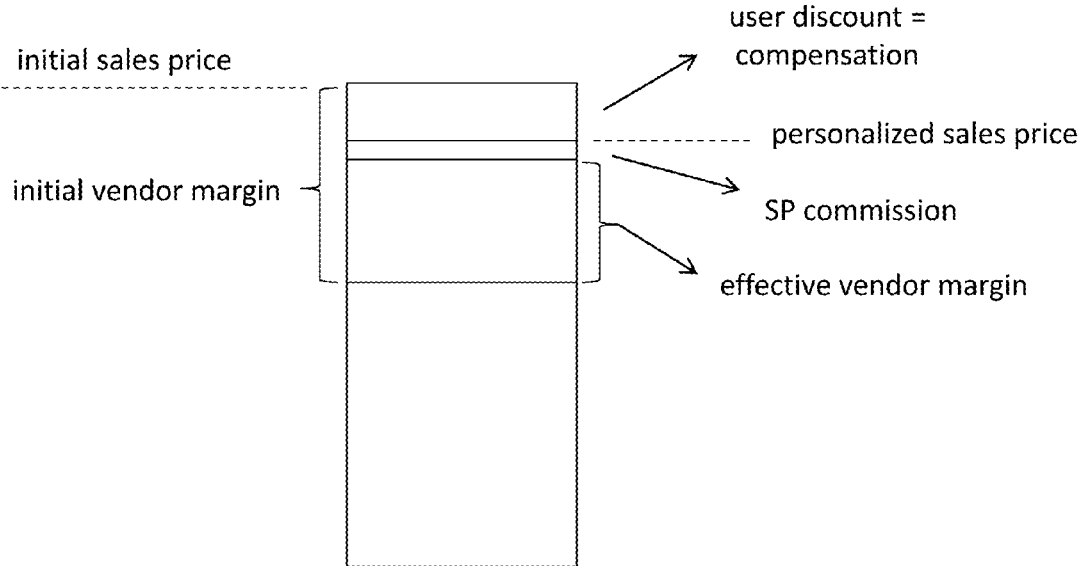 user discount =
compensation
initial sales price
personalized sales price
initial vendor margin
SP commission
effective vendor margin